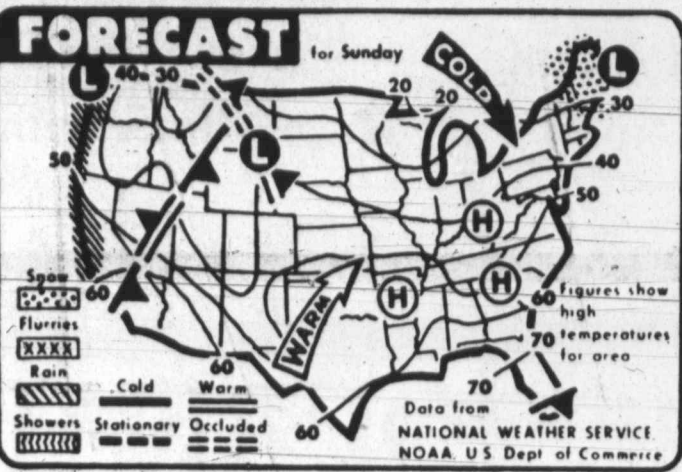 FORECAST
for Sunday
L
40
30
20
20
COLD
L
30
50
L
40
50
H
H
H
60
60
WARM
60
70
70
60
Figures show
high
temperatures
for area
Snow
Flurries
XXXX
Rain
Showers
Cold
Warm
Stationary
Occluded
Data from
NATIONAL WEATHER SERVICE,
NOAA, U.S. Dept of Commerce